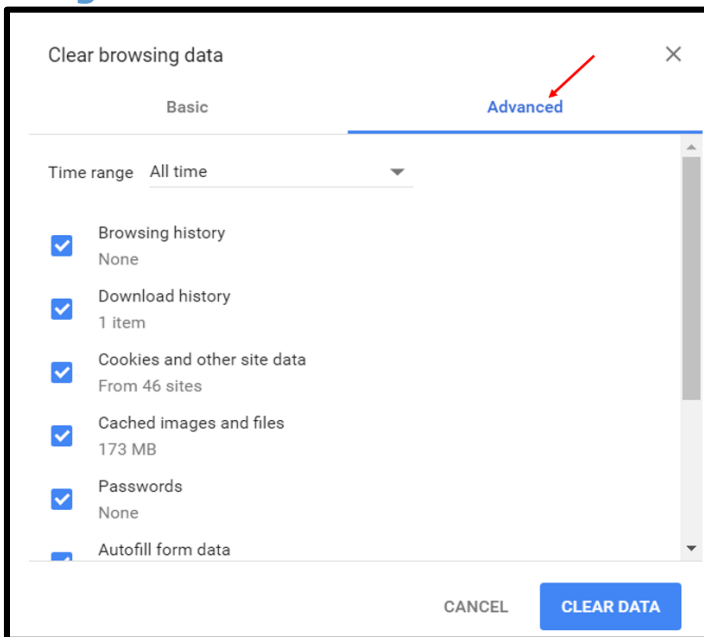 Clear browsing data
Basic
Advanced
Time range All time
Browsing history
None
Download history
1 item
Cookies and other site data
From 46 sites
Cached images and files
173 MB
Passwords
None
Autofill form data
CANCEL CLEAR DATA